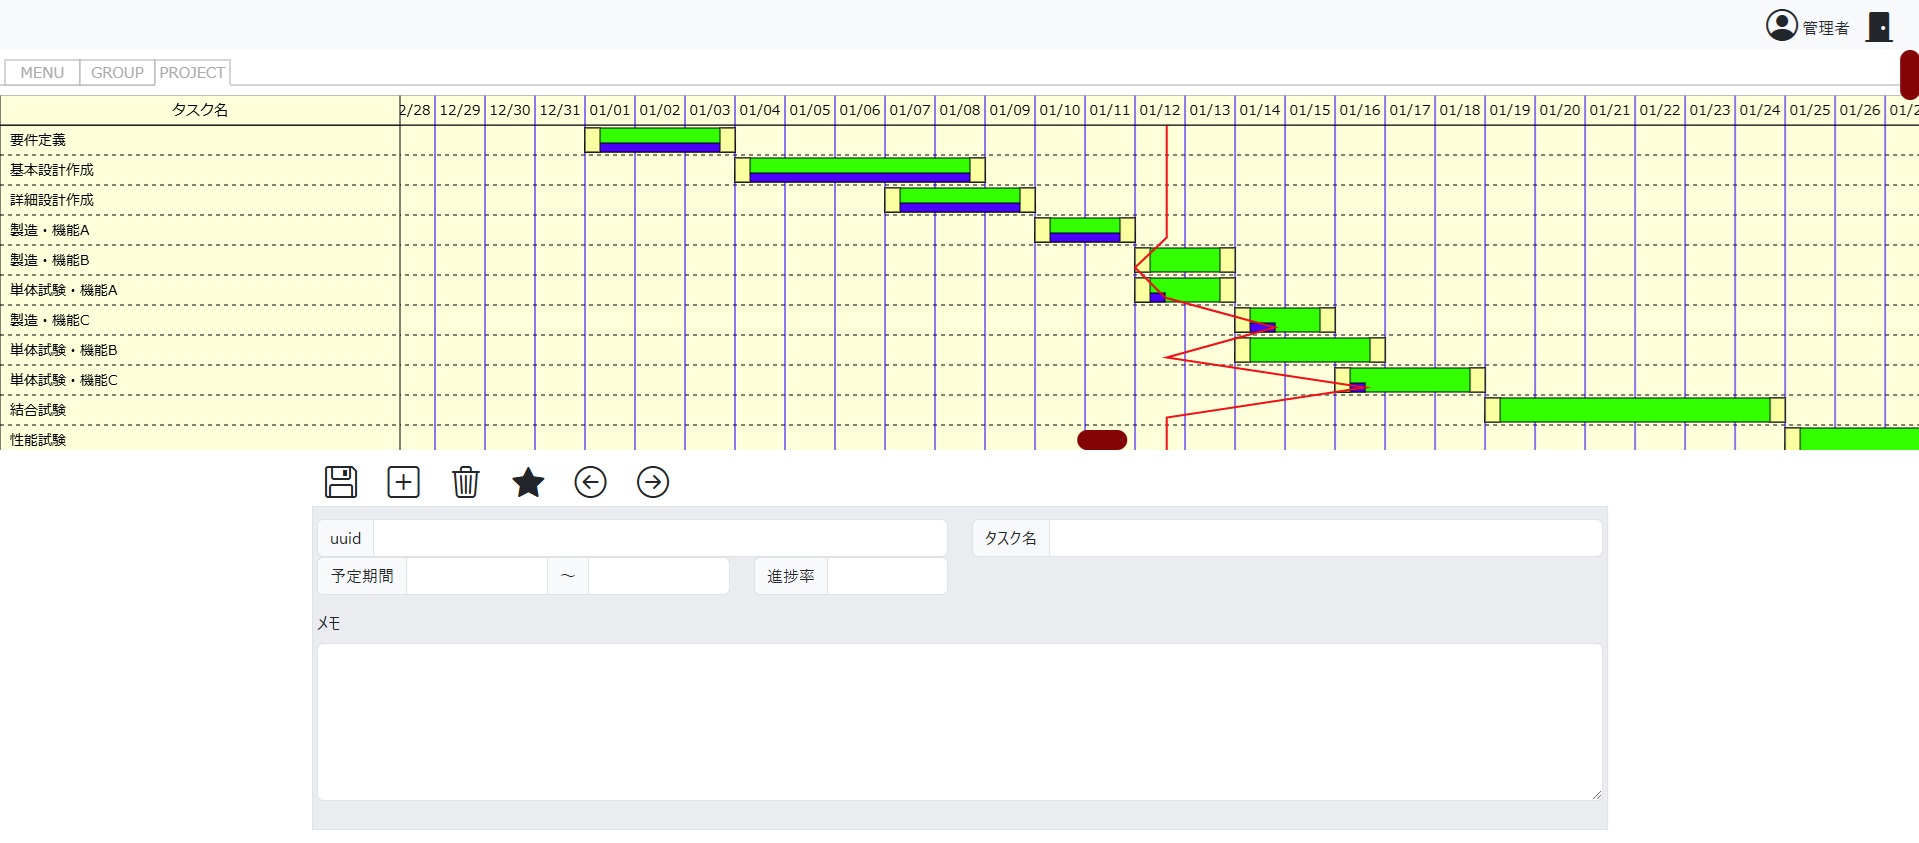 管理者
MENU GROUP PROJECT
タスク名 2/28 12/29 12/30 12/31 01/01 01/02 01/03 01/04 01/05 01/06 01/07 01/08 01/09 01/10 01/11 01/12 01/13 01/14 01/15 01/16 01/17 01/18 01/19 01/20 01/21 01/22 01/23 01/24 01/25 01/26 01/2
要件定義
基本設計作成
詳細設計作成
製造・機能A
製造・機能B
単体試験・機能A
製造・機能C
単体試験・機能B
単体試験・機能C
結合試験
性能試験
uuid タスク名
予定期間 ～ 進捗率
メモ